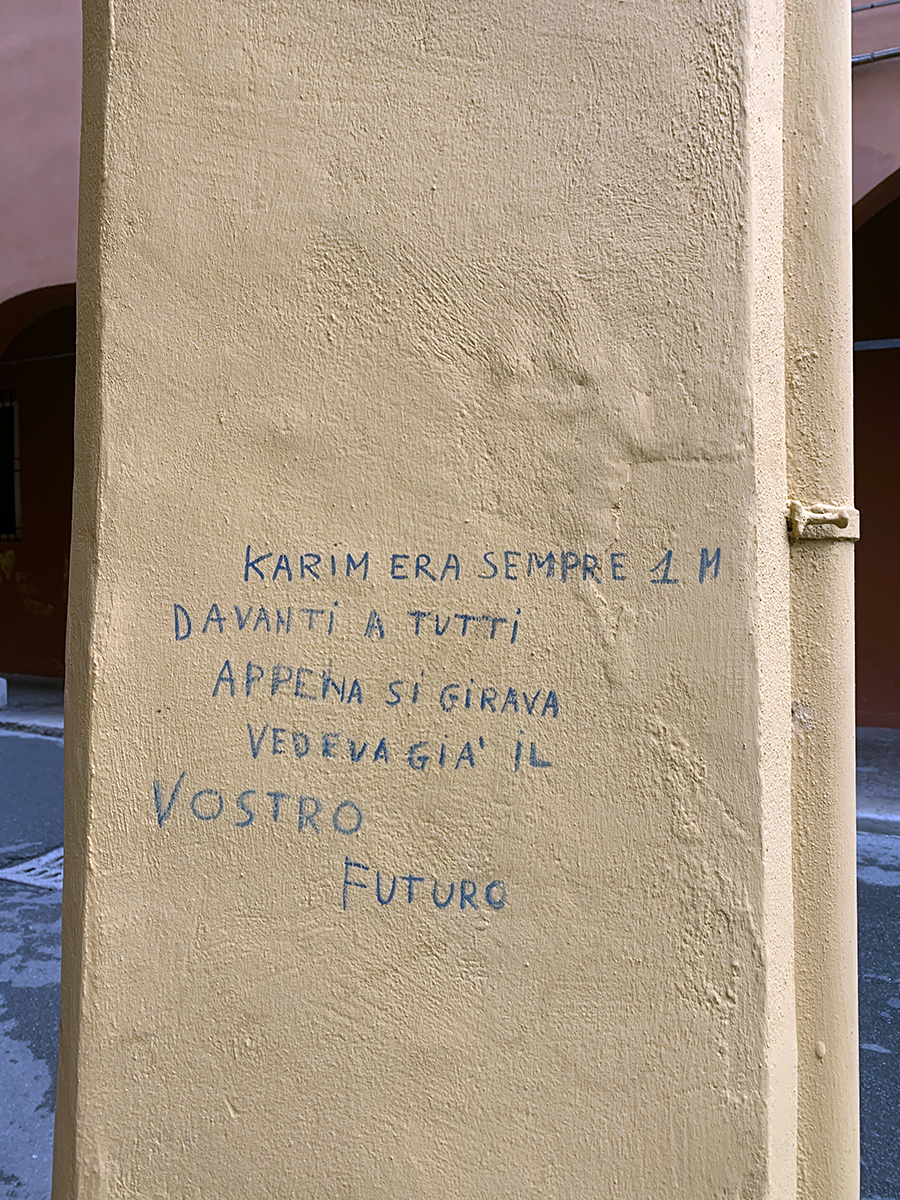 KARIM ERA SEMPRE 1 M
DAVANTI A TUTTI
APPENA SI GIRAVA
VEDEVA GIA' IL
VOSTRO
FUTURO